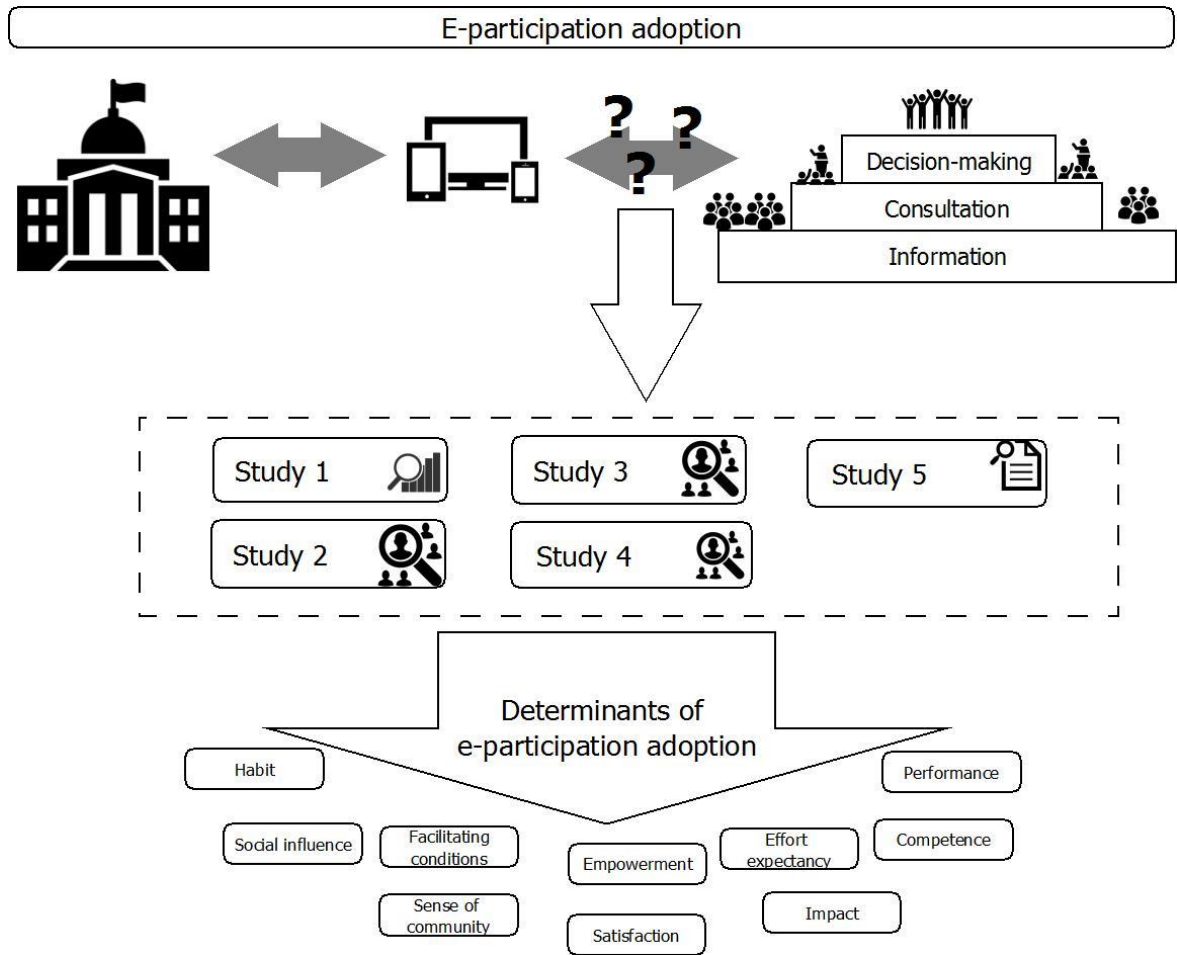 E-participation adoption
? ? ?
Decision-making
Consultation
Information
Study 1
Study 3
Study 5
Study 2
Study 4
Determinants of
e-participation adoption
Habit
Performance
Social influence
Facilitating
conditions
Empowerment
Effort
expectancy
Competence
Sense of
community
Satisfaction
Impact